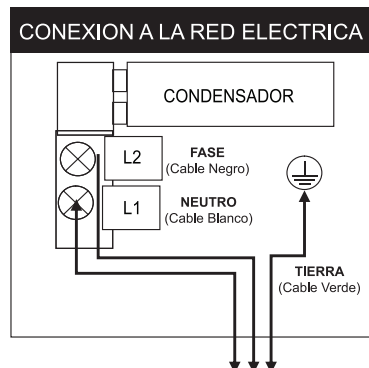 CONEXION A LA RED ELECTRICA
CONDENSADOR
L2
FASE
(Cable Negro)
L1
NEUTRO
(Cable Blanco)
TIERRA
(Cable Verde)